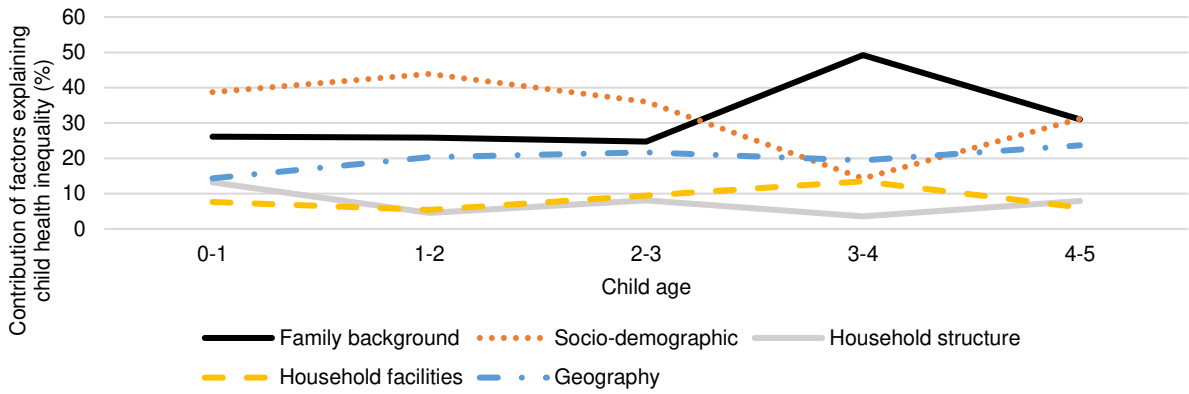 Contribution of factors explaining
child health inequality (%)
60
50
40
30
20
10
0
0-1 1-2 2-3 3-4 4-5
Child age
Family background Socio-demographic Household structure
Household facilities Geography